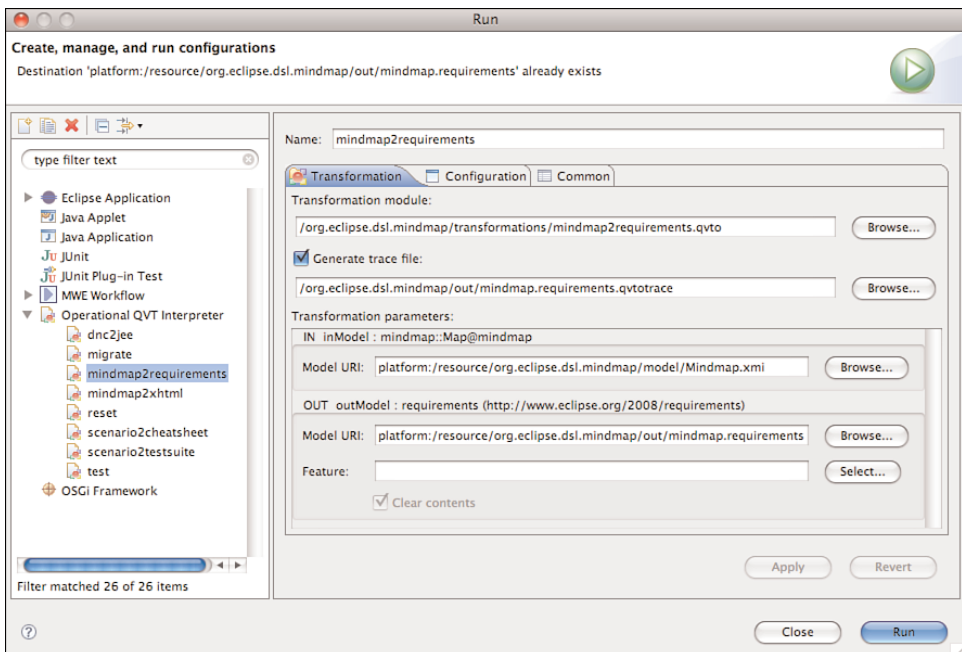 Run
Create, manage, and run configurations
Destination 'platform:/resource/org.eclipse.dsl.mindmap/out/mindmap.requirements' already exists
type filter text
Eclipse Application
Java Applet
Java Application
JUnit
JUnit Plug-in Test
MWE Workflow
Operational QVT Interpreter
dnc2jee
migrate
mindmap2requirements
mindmap2xhtml
reset
scenario2cheatsheet
scenario2testsuite
test
OSGi Framework
Filter matched 26 of 26 items
Name: mindmap2requirements
Transformation Configuration Common
Transformation module:
/org.eclipse.dsl.mindmap/transformations/mindmap2requirements.qvto Browse...
Generate trace file:
/org.eclipse.dsl.mindmap/out/mindmap.requirements.qvtotrace Browse...
Transformation parameters:
IN inModel : mindmap::Map@mindmap
Model URI: platform:/resource/org.eclipse.dsl.mindmap/model/Mindmap.xmi Browse...
OUT outModel : requirements (http://www.eclipse.org/2008/requirements)
Model URI: platform:/resource/org.eclipse.dsl.mindmap/out/mindmap.requirements Browse...
Feature: Select...
Clear contents
Apply Revert
? Close Run